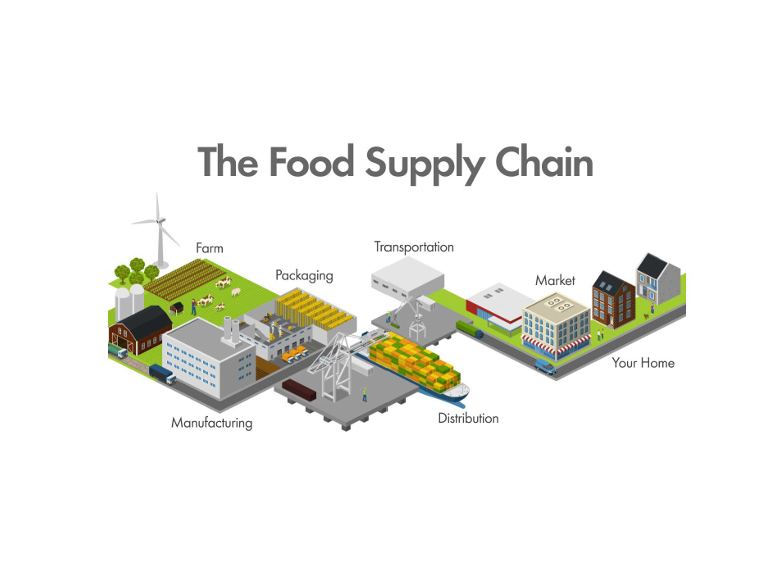 The Food Supply Chain
Farm
Transportation
Packaging
Market
Your Home
Manufacturing
Distribution